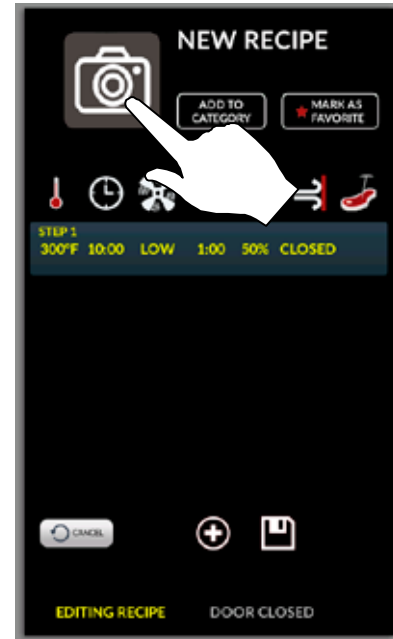 NEW RECIPE
ADD TO
CATEGORY
MARK AS
FAVORITE
STEP 1
300°F 10:00 LOW 1:00 50% CLOSED
CANCEL
EDITING RECIPE DOOR CLOSED